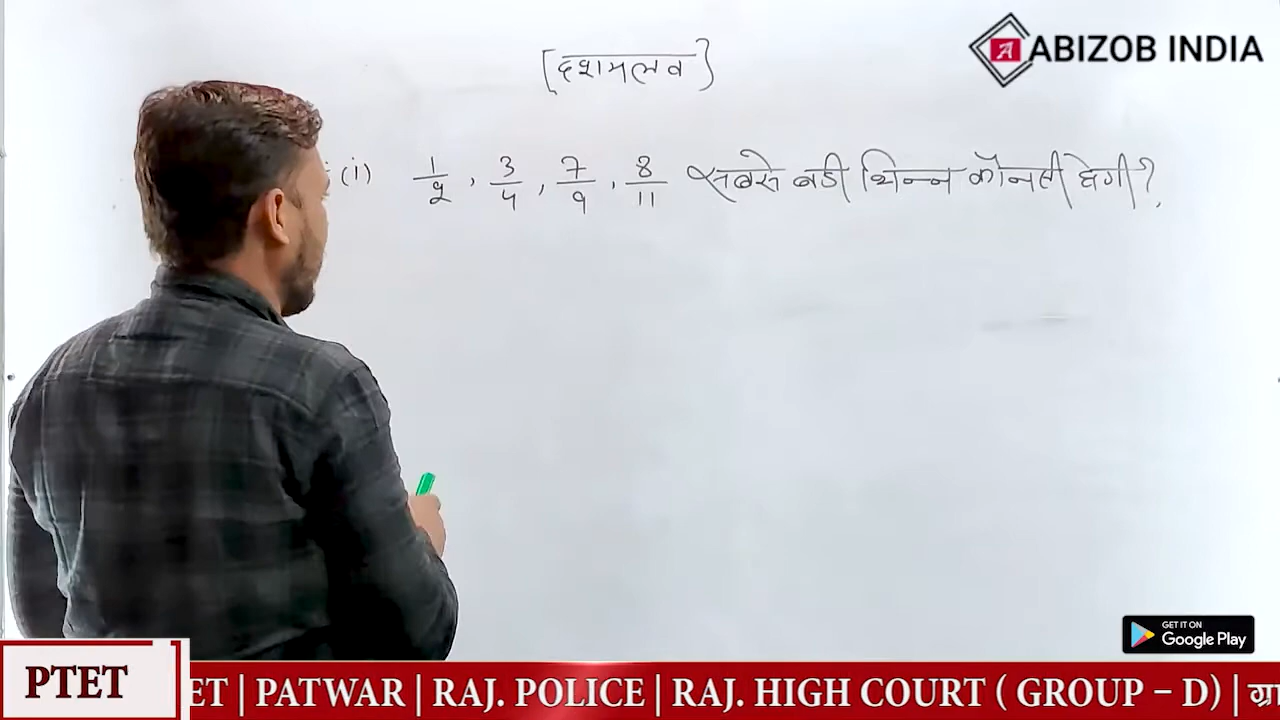 ABIZOB INDIA
[दशमलव]
(i) 1/2, 3/4, 7/9, 8/11 सबसे बडी भिन्न कौनसी होगी?
GET IT ON
Google Play
PTET
ET | PATWAR | RAJ. POLICE | RAJ. HIGH COURT ( GROUP – D) | ग्रा